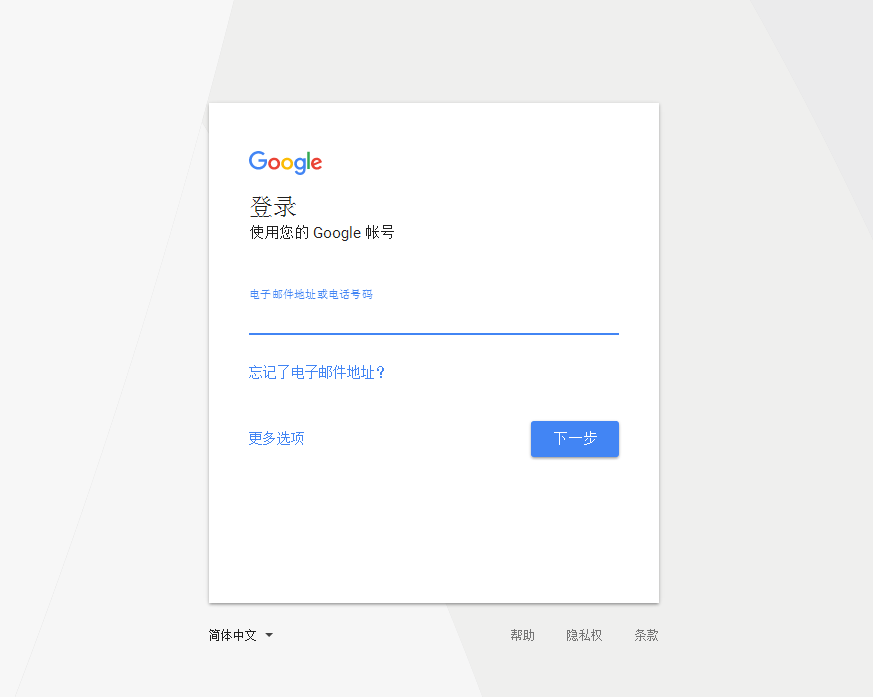 Google
登录
使用您的 Google 帐号
电子邮件地址或电话号码
忘记了电子邮件地址？
更多选项
下一步
简体中文
帮助
隐私权
条款